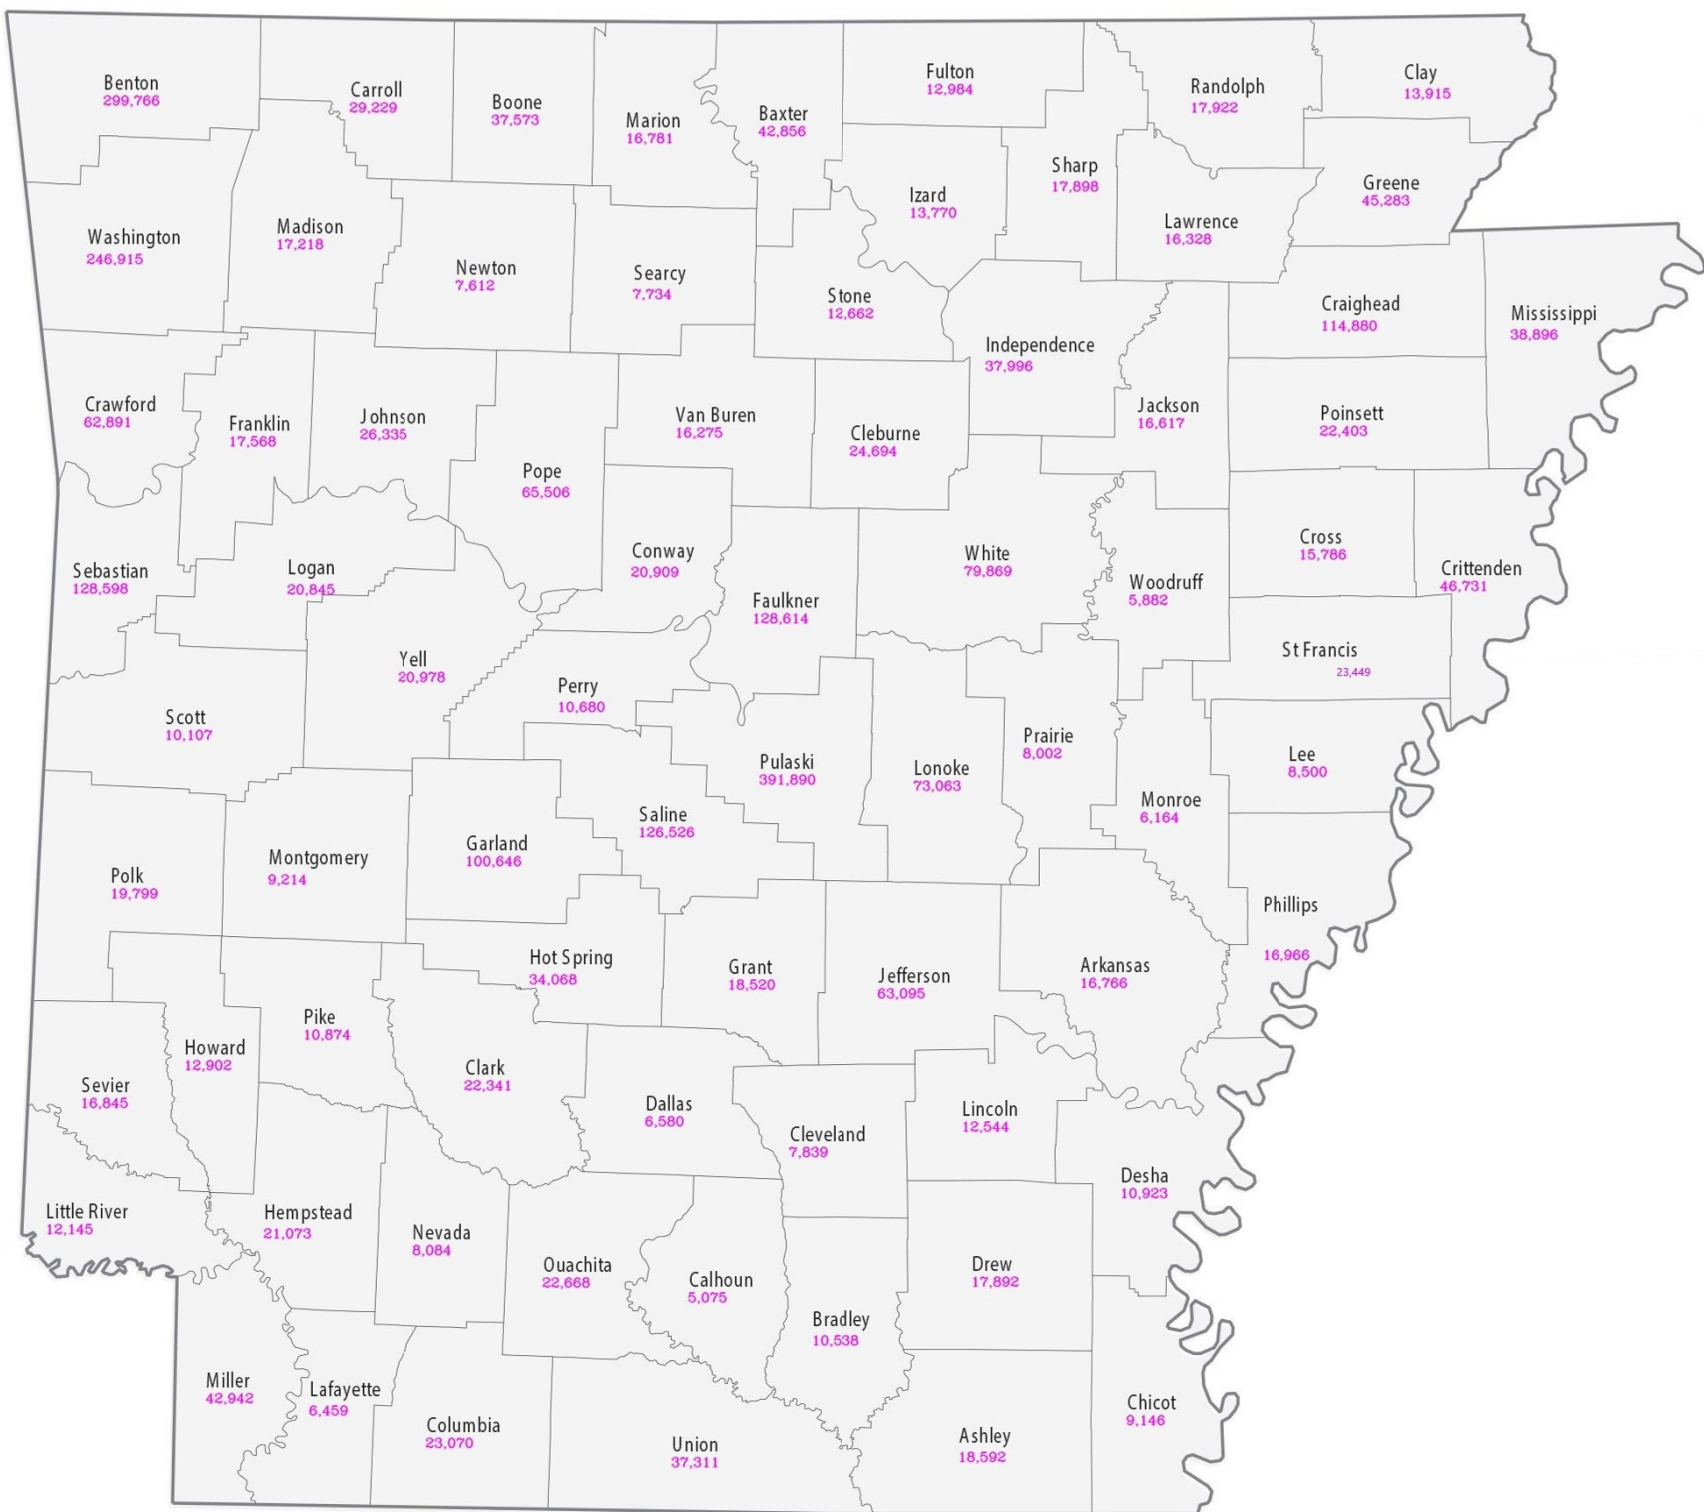 Benton
299,766
Carroll
29,229
Boone
37,573
Marion
16,781
Baxter
42,856
Fulton
12,984
Randolph
17,922
Clay
13,915
Washington
246,915
Madison
17,218
Newton
7,612
Searcy
7,734
Stone
12,662
Izard
13,770
Sharp
17,898
Lawrence
16,328
Greene
45,283
Independence
37,996
Craighead
114,880
Mississippi
38,896
Crawford
62,891
Franklin
17,568
Johnson
26,335
Pope
65,506
Van Buren
16,275
Cleburne
24,694
Jackson
16,617
Poinsett
22,403
Sebastian
128,598
Logan
20,845
Conway
20,909
Faulkner
128,614
White
79,869
Woodruff
5,882
Cross
15,786
Crittenden
46,731
Scott
10,107
Yell
20,978
Perry
10,680
Pulaski
391,890
Lonoke
73,063
Prairie
8,002
St Francis
23,449
Lee
8,500
Monroe
6,164
Polk
19,799
Montgomery
9,214
Garland
100,646
Saline
126,526
Phillips
16,966
Hot Spring
34,068
Grant
18,520
Jefferson
63,095
Arkansas
16,766
Howard
12,902
Pike
10,874
Clark
22,341
Sevier
16,845
Dallas
6,580
Cleveland
7,839
Lincoln
12,544
Desha
10,923
Little River
12,145
Hempstead
21,073
Nevada
8,084
Ouachita
22,668
Calhoun
5,075
Bradley
10,538
Drew
17,892
Miller
42,942
Lafayette
6,459
Columbia
23,070
Union
37,311
Ashley
18,592
Chicot
9,146